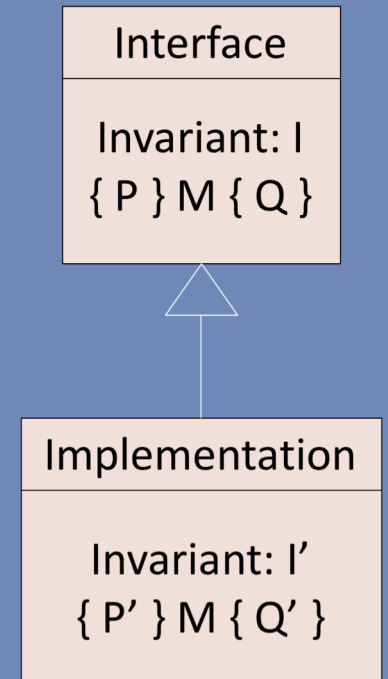 Interface
Invariant: I
{ P } M { Q }
Implementation
Invariant: I’
{ P’ } M { Q’ }